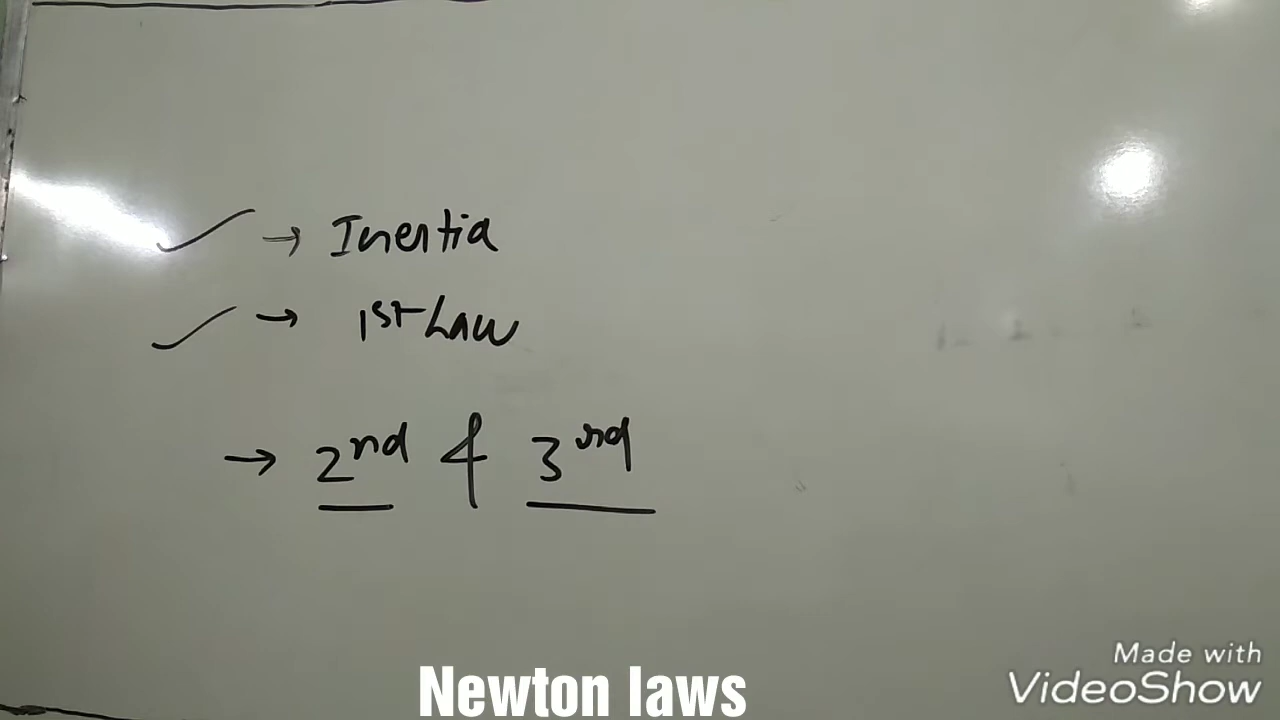 → Inertia
→ 1st Law
→ 2nd & 3rd
Newton laws
Made with
VideoShow